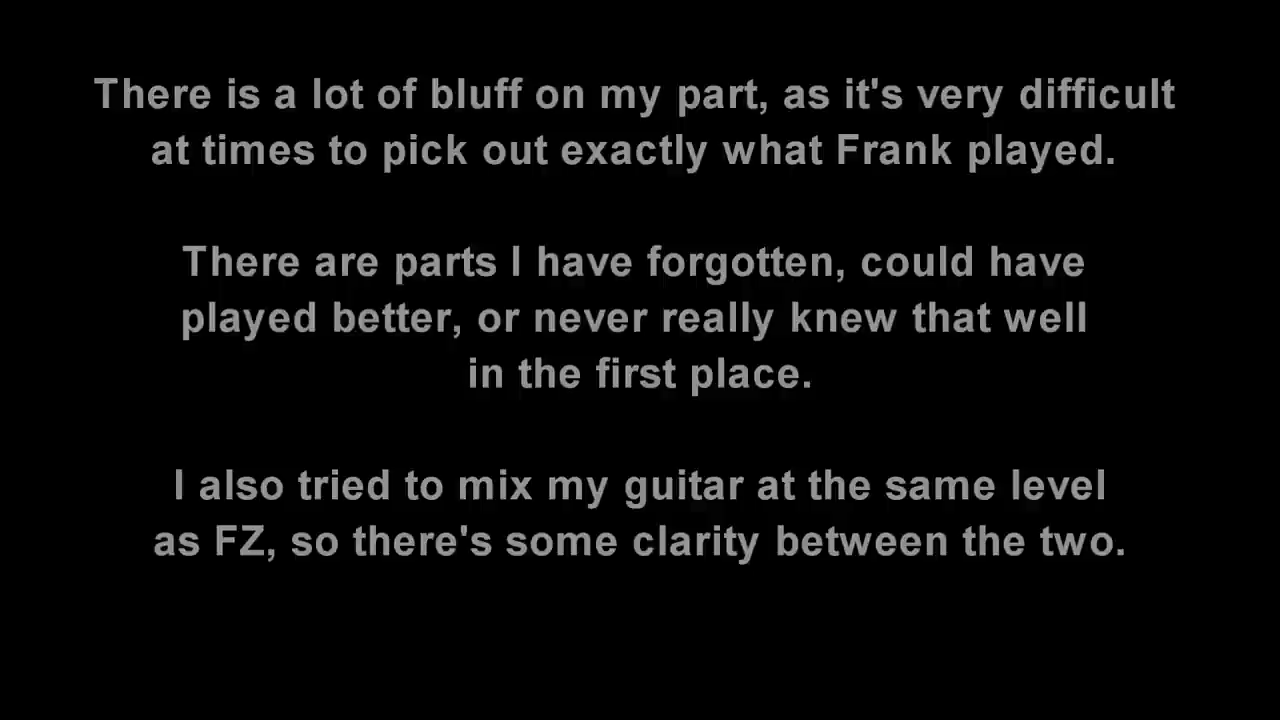 There is a lot of bluff on my part, as it's very difficult
at times to pick out exactly what Frank played.
There are parts I have forgotten, could have
played better, or never really knew that well
in the first place.
I also tried to mix my guitar at the same level
as FZ, so there's some clarity between the two.